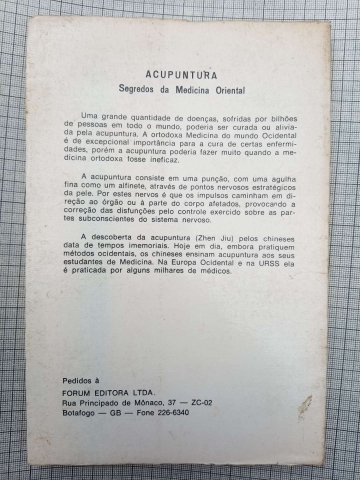 ACUPUNTURA
Segredos da Medicina Oriental
Uma grande quantidade de doenças, sofridas por bilhões
de pessoas em todo o mundo, poderia ser curada ou alivia-
da pela acupuntura. A ortodoxa Medicina do mundo Ocidental
é de excepcional importância para a cura de certas enfermi-
dades, porém a acupuntura poderia fazer muito quando a me-
dicina ortodoxa fosse ineficaz.
A acupuntura consiste em uma punção, com uma agulha
fina como um alfinete, através de pontos nervosos estratégicos
da pele. Por estes nervos é que os impulsos caminham em di-
reação ao órgão ou à parte do corpo afetados, provocando a
correção das disfunções pelo controle exercido sobre as par-
tes subconscientes do sistema nervoso.
A descoberta da acupuntura (Zhen Jiu) pelos chineses
data de tempos imemoriais. Hoje em dia, embora pratiquem
métodos ocidentais, os chineses ensinam acupuntura aos seus
estudantes de Medicina. Na Europa Ocidental e na URSS ela
é praticada por alguns milhares de médicos.
Pedidos à
FORUM EDITORA LTDA.
Rua Principado de Mônaco, 37 — ZC-02
Botafogo — GB — Fone 226-6340